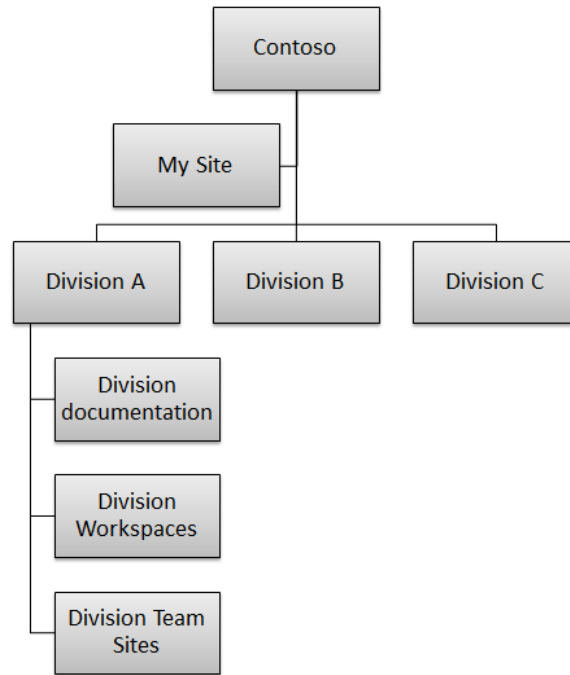 Contoso
My Site
Division A
Division B
Division C
Division
documentation
Division
Workspaces
Division Team
Sites